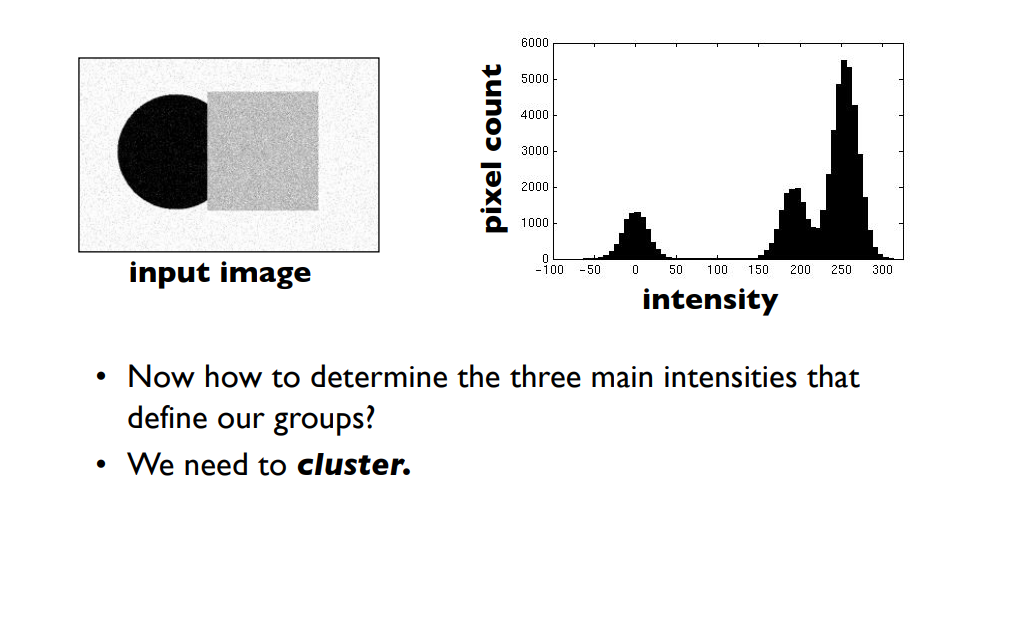 6000
5000
4000
3000
2000
1000
0
pixel count
−100 −50 0 50 100 150 200 250 300
intensity
input image
• Now how to determine the three main intensities that
define our groups?
• We need to cluster.